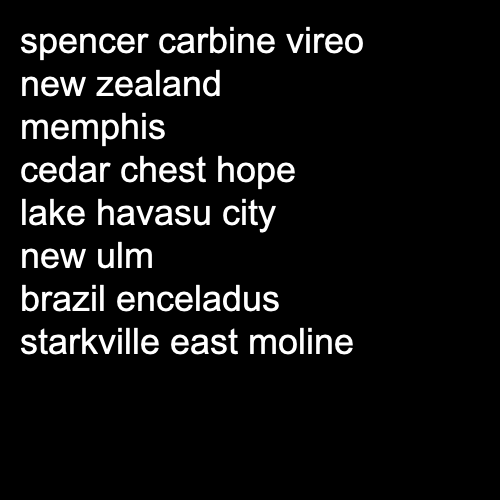 spencer carbine vireo
new zealand
memphis
cedar chest hope
lake havasu city
new ulm
brazil enceladus
starkville east moline